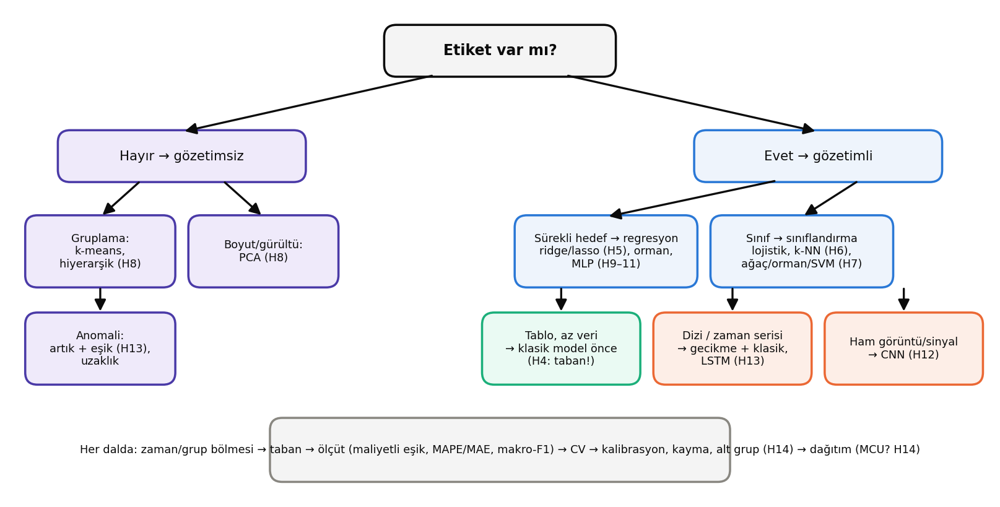 Etiket var mı?
Hayır → gözetimsiz
Evet → gözetimli
Gruplama:
k-means,
hiyerarşik (H8)
Boyut/gürültü:
PCA (H8)
Sürekli hedef → regresyon
ridge/lasso (H5), orman,
MLP (H9–11)
Sınıf → sınıflandırma
lojistik, k-NN (H6),
ağaç/orman/SVM (H7)
Anomali:
artık + eşik (H13),
uzaklık
Tablo, az veri
→ klasik model önce
(H4: taban!)
Dizi / zaman serisi
→ gecikme + klasik,
LSTM (H13)
Ham görüntü/sinyal
→ CNN (H12)
Her dalda: zaman/grup bölmesi → taban → ölçüt (maliyetli eşik, MAPE/MAE, makro-F1) → CV → kalibrasyon, kayma, alt grup (H14) → dağıtım (MCU? H14)